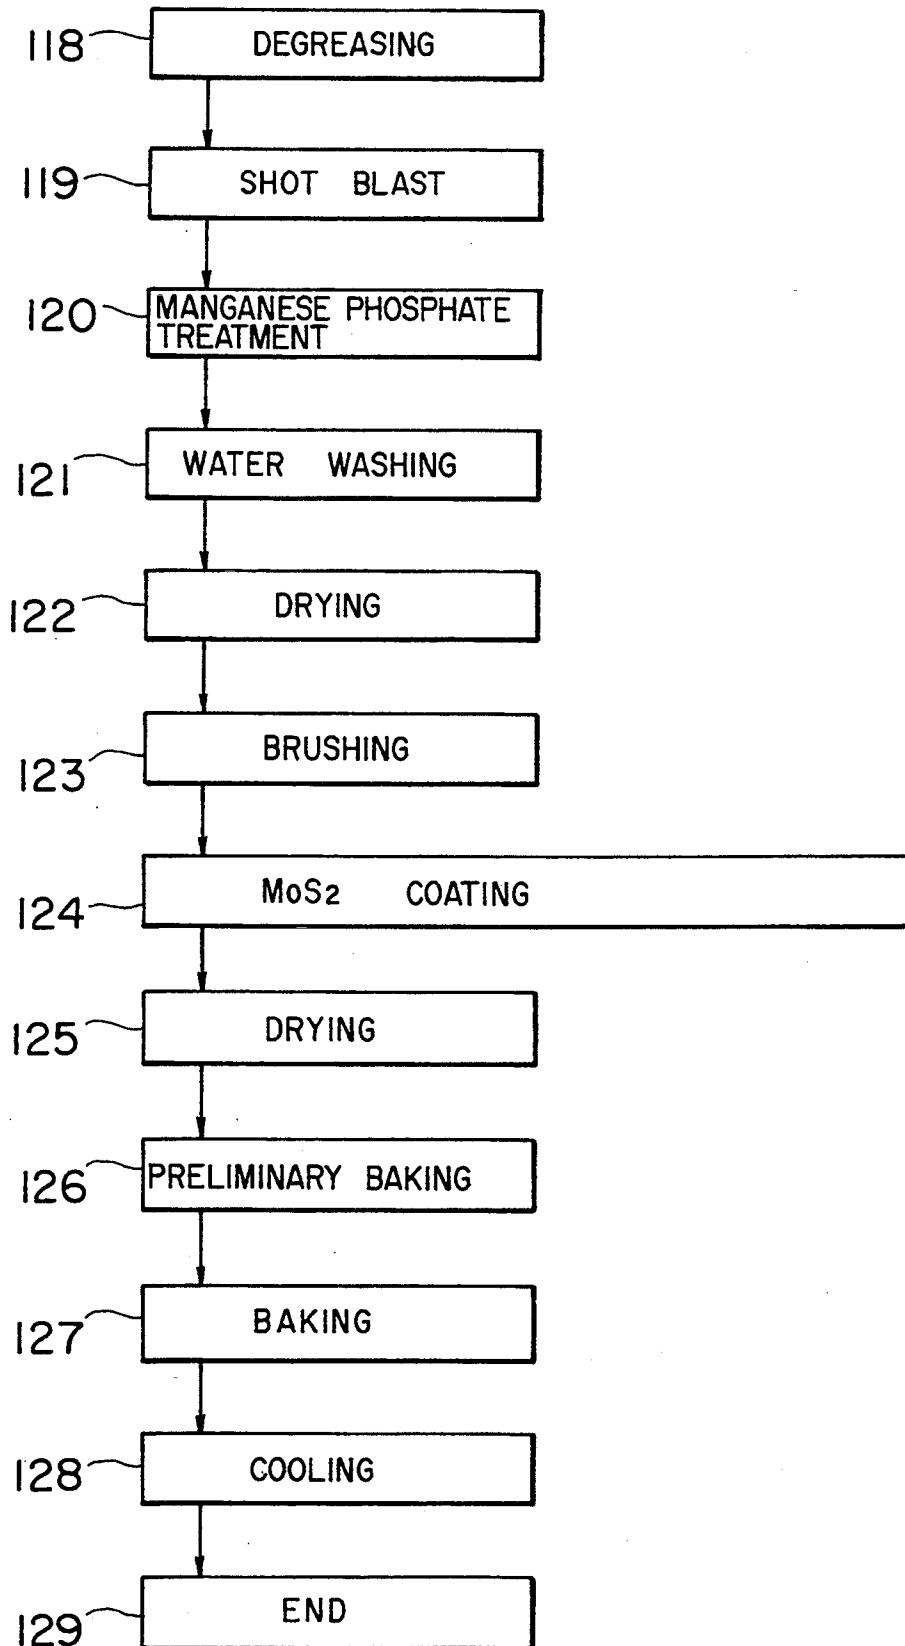 118 DEGREASING
119 SHOT BLAST
120 MANGANESE PHOSPHATE
TREATMENT
121 WATER WASHING
122 DRYING
123 BRUSHING
124 MoS2 COATING
125 DRYING
126 PRELIMINARY BAKING
127 BAKING
128 COOLING
129 END